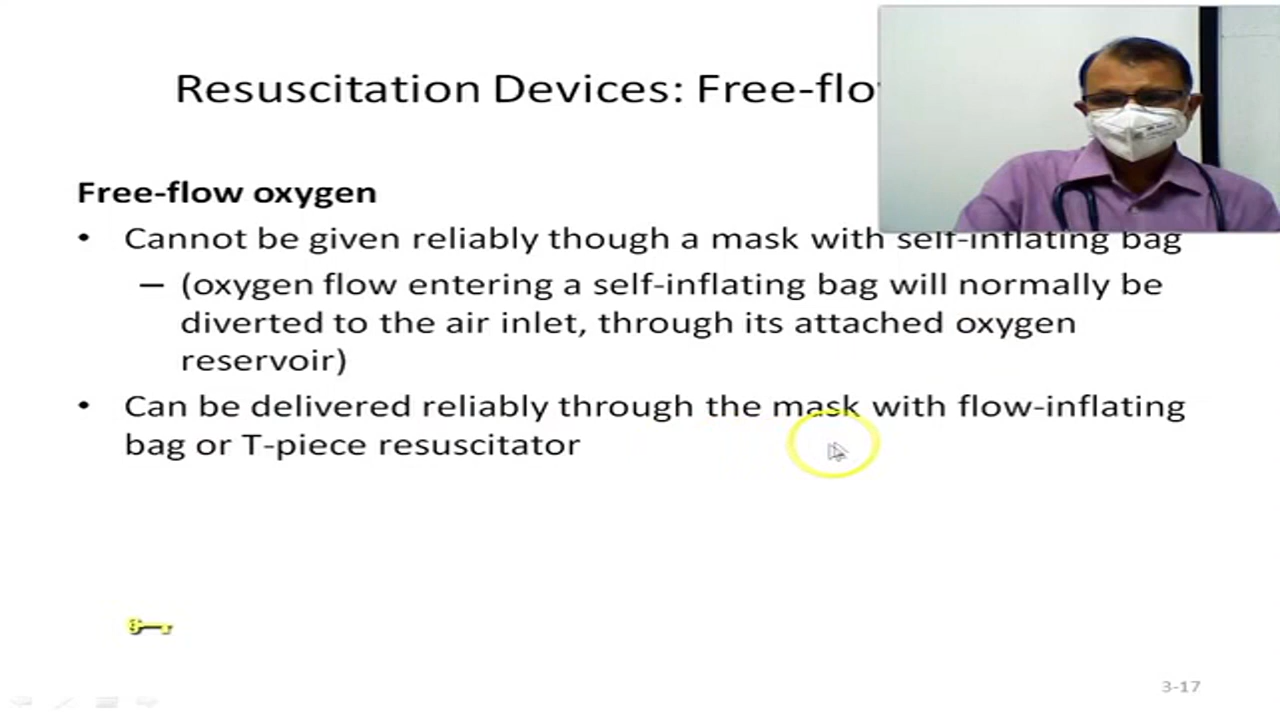 Resuscitation Devices: Free-flo
Free-flow oxygen
• Cannot be given reliably though a mask with self-inflating bag
– (oxygen flow entering a self-inflating bag will normally be
diverted to the air inlet, through its attached oxygen
reservoir)
• Can be delivered reliably through the mask with flow-inflating
bag or T-piece resuscitator
3-17